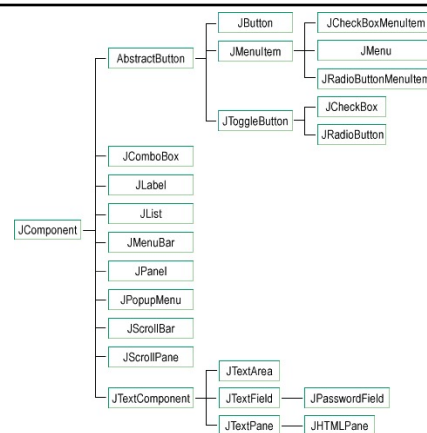 JButton
JCheckBoxMenuItem
AbstractButton
JMenuItem
JMenu
JRadioButtonMenuItem
JToggleButton
JCheckBox
JRadioButton
JComboBox
JLabel
JList
JComponent
JMenuBar
JPanel
JPopupMenu
JScrollBar
JScrollPane
JTextComponent
JTextArea
JTextField
JPasswordField
JTextPane
JHTMLPane